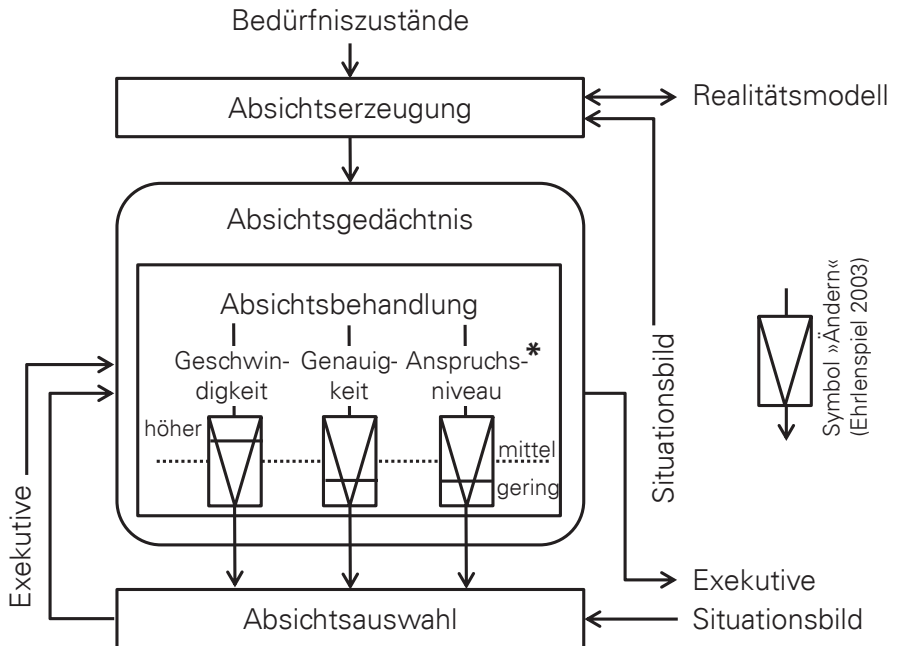 Bedürfniszustände
Absichtserzeugung
Realitätsmodell
Absichtsgedächtnis
Absichtsbehandlung
Geschwin-
digkeit
Genauig-
keit
Anspruchs-*
niveau
höher
mittel
gering
Situationsbild
Symbol »Ändern«
(Ehrlenspiel 2003)
Exekutive
Exekutive
Absichtsauswahl
Situationsbild